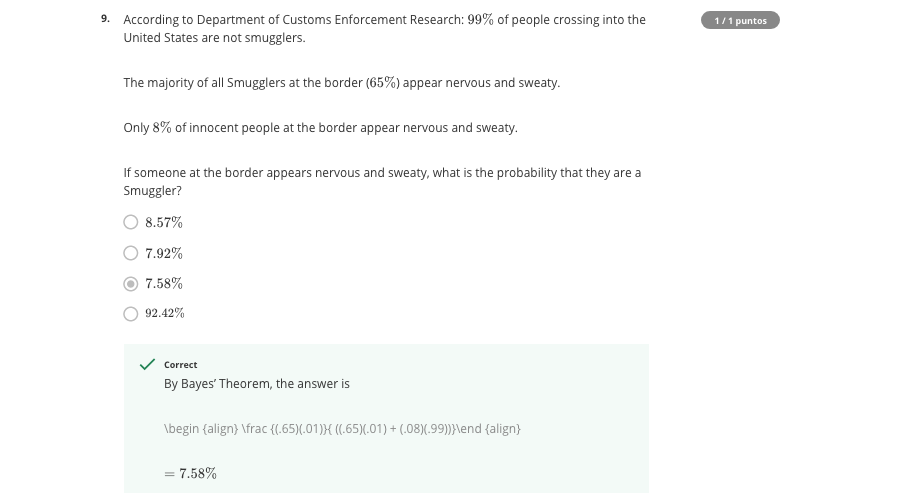 9. According to Department of Customs Enforcement Research: 99% of people crossing into the
United States are not smugglers.
1 / 1 puntos
The majority of all Smugglers at the border (65%) appear nervous and sweaty.
Only 8% of innocent people at the border appear nervous and sweaty.
If someone at the border appears nervous and sweaty, what is the probability that they are a
Smuggler?
8.57%
7.92%
7.58%
92.42%
Correct
By Bayes’ Theorem, the answer is
\begin {align} \frac {(.65)(.01)}{ ((.65)(.01) + (.08)(.99))}\end {align}
= 7.58%